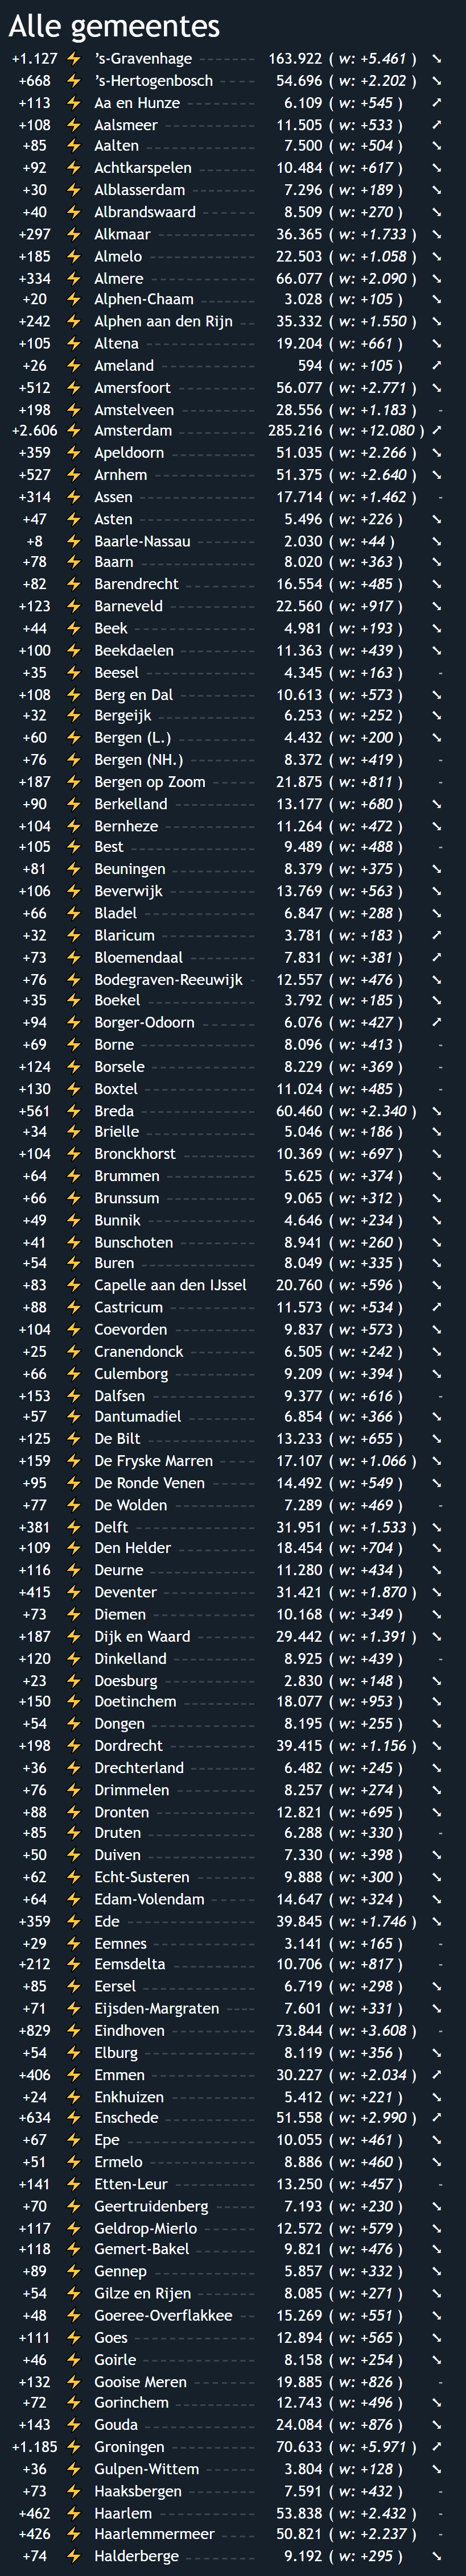 Alle gemeentes
+1.127 ⚡ ’s-Gravenhage 163.922 ( w: +5.461 ) ➘
+668 ⚡ ’s-Hertogenbosch 54.696 ( w: +2.202 ) ➘
+113 ⚡ Aa en Hunze 6.109 ( w: +545 ) ➚
+108 ⚡ Aalsmeer 11.505 ( w: +533 ) ➚
+85 ⚡ Aalten 7.500 ( w: +504 ) ➘
+92 ⚡ Achtkarspelen 10.484 ( w: +617 ) ➘
+30 ⚡ Alblasserdam 7.296 ( w: +189 ) ➘
+40 ⚡ Albrandswaard 8.509 ( w: +270 ) ➘
+297 ⚡ Alkmaar 36.365 ( w: +1.733 ) ➘
+185 ⚡ Almelo 22.503 ( w: +1.058 ) ➘
+334 ⚡ Almere 66.077 ( w: +2.090 ) ➘
+20 ⚡ Alphen-Chaam 3.028 ( w: +105 ) ➘
+242 ⚡ Alphen aan den Rijn 35.332 ( w: +1.550 ) ➘
+105 ⚡ Altena 19.204 ( w: +661 ) ➘
+26 ⚡ Ameland 594 ( w: +105 ) ➚
+512 ⚡ Amersfoort 56.077 ( w: +2.771 ) ➘
+198 ⚡ Amstelveen 28.556 ( w: +1.183 ) -
+2.606 ⚡ Amsterdam 285.216 ( w: +12.080 ) ➚
+359 ⚡ Apeldoorn 51.035 ( w: +2.266 ) ➘
+527 ⚡ Arnhem 51.375 ( w: +2.640 ) ➘
+314 ⚡ Assen 17.714 ( w: +1.462 ) -
+47 ⚡ Asten 5.496 ( w: +226 ) ➘
+8 ⚡ Baarle-Nassau 2.030 ( w: +44 ) ➘
+78 ⚡ Baarn 8.020 ( w: +363 ) ➘
+82 ⚡ Barendrecht 16.554 ( w: +485 ) ➘
+123 ⚡ Barneveld 22.560 ( w: +917 ) ➘
+44 ⚡ Beek 4.981 ( w: +193 ) ➘
+100 ⚡ Beekdaelen 11.363 ( w: +439 ) ➘
+35 ⚡ Beesel 4.345 ( w: +163 ) -
+108 ⚡ Berg en Dal 10.613 ( w: +573 ) ➘
+32 ⚡ Bergeijk 6.253 ( w: +252 ) ➘
+60 ⚡ Bergen (L.) 4.432 ( w: +200 ) ➘
+76 ⚡ Bergen (NH.) 8.372 ( w: +419 ) -
+187 ⚡ Bergen op Zoom 21.875 ( w: +811 ) -
+90 ⚡ Berkelland 13.177 ( w: +680 ) ➘
+104 ⚡ Bernheze 11.264 ( w: +472 ) ➘
+105 ⚡ Best 9.489 ( w: +488 ) -
+81 ⚡ Beuningen 8.379 ( w: +375 ) ➘
+106 ⚡ Beverwijk 13.769 ( w: +563 ) ➘
+66 ⚡ Bladel 6.847 ( w: +288 ) ➘
+32 ⚡ Blaricum 3.781 ( w: +183 ) ➚
+73 ⚡ Bloemendaal 7.831 ( w: +381 ) ➚
+76 ⚡ Bodegraven-Reeuwijk 12.557 ( w: +476 ) ➘
+35 ⚡ Boekel 3.792 ( w: +185 ) ➘
+94 ⚡ Borger-Odoorn 6.076 ( w: +427 ) ➚
+69 ⚡ Borne 8.096 ( w: +413 ) -
+124 ⚡ Borsele 8.229 ( w: +369 ) -
+130 ⚡ Boxtel 11.024 ( w: +485 ) -
+561 ⚡ Breda 60.460 ( w: +2.340 ) ➘
+34 ⚡ Brielle 5.046 ( w: +186 ) ➘
+104 ⚡ Bronckhorst 10.369 ( w: +697 ) ➘
+64 ⚡ Brummen 5.625 ( w: +374 ) ➘
+66 ⚡ Brunssum 9.065 ( w: +312 ) ➘
+49 ⚡ Bunnik 4.646 ( w: +234 ) ➘
+41 ⚡ Bunschoten 8.941 ( w: +260 ) ➘
+54 ⚡ Buren 8.049 ( w: +335 ) ➘
+83 ⚡ Capelle aan den IJssel 20.760 ( w: +596 ) ➘
+88 ⚡ Castricum 11.573 ( w: +534 ) ➚
+104 ⚡ Coevorden 9.837 ( w: +573 ) ➘
+25 ⚡ Cranendonck 6.505 ( w: +242 ) ➘
+66 ⚡ Culemborg 9.209 ( w: +394 ) ➘
+153 ⚡ Dalfsen 9.377 ( w: +616 ) -
+57 ⚡ Dantumadiel 6.854 ( w: +366 ) ➘
+125 ⚡ De Bilt 13.233 ( w: +655 ) ➘
+159 ⚡ De Fryske Marren 17.107 ( w: +1.066 ) ➘
+95 ⚡ De Ronde Venen 14.492 ( w: +549 ) ➘
+77 ⚡ De Wolden 7.289 ( w: +469 ) -
+381 ⚡ Delft 31.951 ( w: +1.533 ) ➘
+109 ⚡ Den Helder 18.454 ( w: +704 ) ➘
+116 ⚡ Deurne 11.280 ( w: +434 ) ➘
+415 ⚡ Deventer 31.421 ( w: +1.870 ) ➘
+73 ⚡ Diemen 10.168 ( w: +349 ) ➘
+187 ⚡ Dijk en Waard 29.442 ( w: +1.391 ) ➘
+120 ⚡ Dinkelland 8.925 ( w: +439 ) -
+23 ⚡ Doesburg 2.830 ( w: +148 ) ➘
+150 ⚡ Doetinchem 18.077 ( w: +953 ) ➘
+54 ⚡ Dongen 8.195 ( w: +255 ) ➘
+198 ⚡ Dordrecht 39.415 ( w: +1.156 ) ➘
+36 ⚡ Drechterland 6.482 ( w: +245 ) ➘
+76 ⚡ Drimmelen 8.257 ( w: +274 ) ➘
+88 ⚡ Dronten 12.821 ( w: +695 ) ➘
+85 ⚡ Druten 6.288 ( w: +330 ) -
+50 ⚡ Duiven 7.330 ( w: +398 ) ➘
+62 ⚡ Echt-Susteren 9.888 ( w: +300 ) ➘
+64 ⚡ Edam-Volendam 14.647 ( w: +324 ) ➘
+359 ⚡ Ede 39.845 ( w: +1.746 ) ➘
+29 ⚡ Eemnes 3.141 ( w: +165 ) -
+212 ⚡ Eemsdelta 10.706 ( w: +817 ) -
+85 ⚡ Eersel 6.719 ( w: +298 ) ➘
+71 ⚡ Eijsden-Margraten 7.601 ( w: +331 ) ➘
+829 ⚡ Eindhoven 73.844 ( w: +3.608 ) -
+54 ⚡ Elburg 8.119 ( w: +356 ) ➘
+406 ⚡ Emmen 30.227 ( w: +2.034 ) ➚
+24 ⚡ Enkhuizen 5.412 ( w: +221 ) ➘
+634 ⚡ Enschede 51.558 ( w: +2.990 ) ➚
+67 ⚡ Epe 10.055 ( w: +461 ) ➘
+51 ⚡ Ermelo 8.886 ( w: +460 ) ➘
+141 ⚡ Etten-Leur 13.250 ( w: +457 ) -
+70 ⚡ Geertruidenberg 7.193 ( w: +230 ) ➘
+117 ⚡ Geldrop-Mierlo 12.572 ( w: +579 ) ➘
+118 ⚡ Gemert-Bakel 9.821 ( w: +476 ) ➘
+89 ⚡ Gennep 5.857 ( w: +332 ) ➘
+54 ⚡ Gilze en Rijen 8.085 ( w: +271 ) ➘
+48 ⚡ Goeree-Overflakkee 15.269 ( w: +551 ) ➘
+111 ⚡ Goes 12.894 ( w: +565 ) ➘
+46 ⚡ Goirle 8.158 ( w: +254 ) ➘
+132 ⚡ Gooise Meren 19.885 ( w: +826 ) -
+72 ⚡ Gorinchem 12.743 ( w: +496 ) ➘
+143 ⚡ Gouda 24.084 ( w: +876 ) ➘
+1.185 ⚡ Groningen 70.633 ( w: +5.971 ) ➚
+36 ⚡ Gulpen-Wittem 3.804 ( w: +128 ) ➘
+73 ⚡ Haaksbergen 7.591 ( w: +432 ) -
+462 ⚡ Haarlem 53.838 ( w: +2.432 ) -
+426 ⚡ Haarlemmermeer 50.821 ( w: +2.237 ) -
+74 ⚡ Halderberge 9.192 ( w: +295 ) ➘